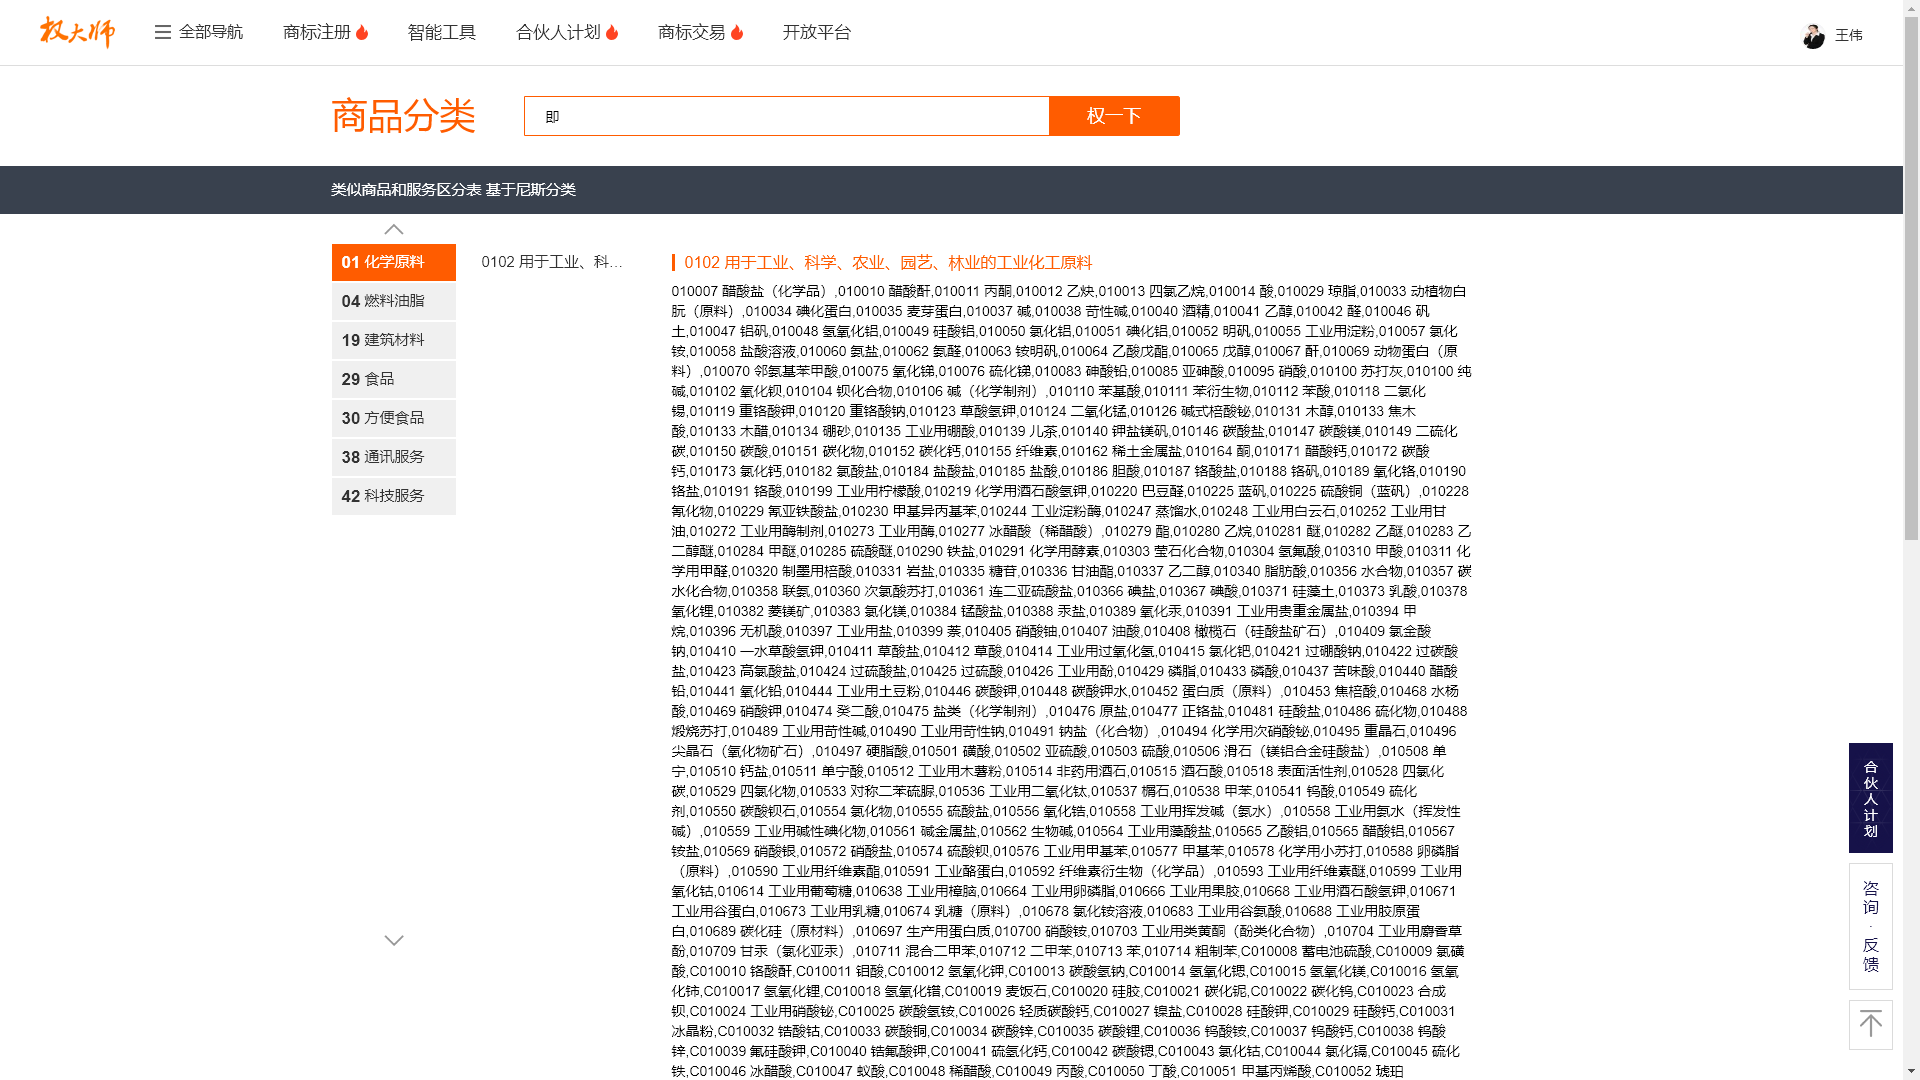 权大师
全部导航
商标注册
智能工具
合伙人计划
商标交易
开放平台
王伟
商品分类
即
权一下
类似商品和服务区分表 基于尼斯分类
01 化学原料
04 燃料油脂
19 建筑材料
29 食品
30 方便食品
38 通讯服务
42 科技服务
0102 用于工业、科...
0102 用于工业、科学、农业、园艺、林业的工业化工原料
010007 醋酸盐（化学品）,010010 醋酸酐,010011 丙酮,010012 乙炔,010013 四氯乙烷,010014 酸,010029 琼脂,010033 动植物白
朊（原料）,010034 碘化蛋白,010035 麦芽蛋白,010037 碱,010038 苛性碱,010040 酒精,010041 乙醇,010042 醛,010046 矾
土,010047 铝矾,010048 氢氧化铝,010049 硅酸铝,010050 氯化铝,010051 碘化铝,010052 明矾,010055 工业用淀粉,010057 氯化
铵,010058 盐酸溶液,010060 氨盐,010062 氨醛,010063 铵明矾,010064 乙酸戊酯,010065 戊醇,010067 酐,010069 动物蛋白（原
料）,010070 邻氨基苯甲酸,010075 氧化锑,010076 硫化锑,010083 砷酸铅,010085 亚砷酸,010095 硝酸,010100 苏打灰,010100 纯
碱,010102 氧化钡,010104 钡化合物,010106 碱（化学制剂）,010110 苯基酸,010111 苯衍生物,010112 苯酸,010118 二氯化
锡,010119 重铬酸钾,010120 重铬酸钠,010123 草酸氢钾,010124 二氧化锰,010126 碱式棓酸铋,010131 木醇,010133 焦木
酸,010133 木醋,010134 硼砂,010135 工业用硼酸,010139 儿茶,010140 钾盐镁矾,010146 碳酸盐,010147 碳酸镁,010149 二硫化
碳,010150 碳酸,010151 碳化物,010152 碳化钙,010155 纤维素,010162 稀土金属盐,010164 酮,010171 醋酸钙,010172 碳酸
钙,010173 氯化钙,010182 氯酸盐,010184 盐酸盐,010185 盐酸,010186 胆酸,010187 铬酸盐,010188 铬矾,010189 氧化铬,010190
铬盐,010191 铬酸,010199 工业用柠檬酸,010219 化学用酒石酸氢钾,010220 巴豆醛,010225 蓝矾,010225 硫酸铜（蓝矾）,010228
氰化物,010229 氰亚铁酸盐,010230 甲基异丙基苯,010244 工业淀粉酶,010247 蒸馏水,010248 工业用白云石,010252 工业用甘
油,010272 工业用酶制剂,010273 工业用酶,010277 冰醋酸（稀醋酸）,010279 酯,010280 乙烷,010281 醚,010282 乙醚,010283 乙
二醇醚,010284 甲醚,010285 硫酸醚,010290 铁盐,010291 化学用酵素,010303 莹石化合物,010304 氢氟酸,010310 甲酸,010311 化
学用甲醛,010320 制墨用棓酸,010331 岩盐,010335 糖苷,010336 甘油酯,010337 乙二醇,010340 脂肪酸,010356 水合物,010357 碳
水化合物,010358 联氨,010360 次氯酸苏打,010361 连二亚硫酸盐,010366 碘盐,010367 碘酸,010371 硅藻土,010373 乳酸,010378
氧化锂,010382 菱镁矿,010383 氯化镁,010384 锰酸盐,010388 汞盐,010389 氧化汞,010391 工业用贵重金属盐,010394 甲
烷,010396 无机酸,010397 工业用盐,010399 萘,010405 硝酸铀,010407 油酸,010408 橄榄石（硅酸盐矿石）,010409 氯金酸
钠,010410 一水草酸氢钾,010411 草酸盐,010412 草酸,010414 工业用过氧化氢,010415 氯化钯,010421 过硼酸钠,010422 过碳酸
盐,010423 高氯酸盐,010424 过硫酸盐,010425 过硫酸,010426 工业用酚,010429 磷脂,010433 磷酸,010437 苦味酸,010440 醋酸
铅,010441 氧化铅,010444 工业用土豆粉,010446 碳酸钾,010448 碳酸钾水,010452 蛋白质（原料）,010453 焦棓酸,010468 水杨
酸,010469 硝酸钾,010474 癸二酸,010475 盐类（化学制剂）,010476 原盐,010477 正铬盐,010481 硅酸盐,010486 硫化物,010488
煅烧苏打,010489 工业用苛性碱,010490 工业用苛性钠,010491 钠盐（化合物）,010494 化学用次硝酸铋,010495 重晶石,010496
尖晶石（氧化物矿石）,010497 硬脂酸,010501 磺酸,010502 亚硫酸,010503 硫酸,010506 滑石（镁铝合金硅酸盐）,010508 单
宁,010510 钙盐,010511 单宁酸,010512 工业用木薯粉,010514 非药用酒石,010515 酒石酸,010518 表面活性剂,010528 四氯化
碳,010529 四氯化物,010533 对称二苯硫脲,010536 工业用二氧化钛,010537 榍石,010538 甲苯,010541 钨酸,010549 硫化
剂,010550 碳酸钡石,010554 氯化物,010555 硫酸盐,010556 氧化锆,010558 工业用挥发碱（氨水）,010558 工业用氨水（挥发性
碱）,010559 工业用碱性碘化物,010561 碱金属盐,010562 生物碱,010564 工业用藻酸盐,010565 乙酸铝,010565 醋酸铝,010567
铵盐,010569 硝酸银,010572 硝酸盐,010574 硫酸钡,010576 工业用甲基苯,010577 甲基苯,010578 化学用小苏打,010588 卵磷脂
（原料）,010590 工业用纤维素酯,010591 工业酪蛋白,010592 纤维素衍生物（化学品）,010593 工业用纤维素醚,010599 工业用
氧化钴,010614 工业用葡萄糖,010638 工业用樟脑,010664 工业用卵磷脂,010666 工业用果胶,010668 工业用酒石酸氢钾,010671
工业用谷蛋白,010673 工业用乳糖,010674 乳糖（原料）,010678 氯化铵溶液,010683 工业用谷氨酸,010688 工业用胶原蛋
白,010689 碳化硅（原材料）,010697 生产用蛋白质,010700 硝酸铵,010703 工业用类黄酮（酚类化合物）,010704 工业用麝香草
酚,010709 甘汞（氯化亚汞）,010711 混合二甲苯,010712 二甲苯,010713 苯,010714 粗制苯,C010008 蓄电池硫酸,C010009 氯磺
酸,C010010 铬酸酐,C010011 钼酸,C010012 氢氧化钾,C010013 碳酸氢钠,C010014 氢氧化锶,C010015 氢氧化镁,C010016 氢氧
化铈,C010017 氢氧化锂,C010018 氢氧化镨,C010019 麦饭石,C010020 硅胶,C010021 碳化铌,C010022 碳化钨,C010023 合成
钡,C010024 工业用硝酸铋,C010025 碳酸氢铵,C010026 轻质碳酸钙,C010027 镍盐,C010028 硅酸钾,C010029 硅酸钙,C010031
冰晶粉,C010032 锆酸钴,C010033 碳酸铜,C010034 碳酸锌,C010035 碳酸锂,C010036 钨酸铵,C010037 钨酸钙,C010038 钨酸
锌,C010039 氟硅酸钾,C010040 锆氟酸钾,C010041 硫氢化钙,C010042 碳酸锶,C010043 氯化钴,C010044 氯化镉,C010045 硫化
铁,C010046 冰醋酸,C010047 蚁酸,C010048 稀醋酸,C010049 丙酸,C010050 丁酸,C010051 甲基丙烯酸,C010052 琥珀
合伙人计划
咨询·反馈